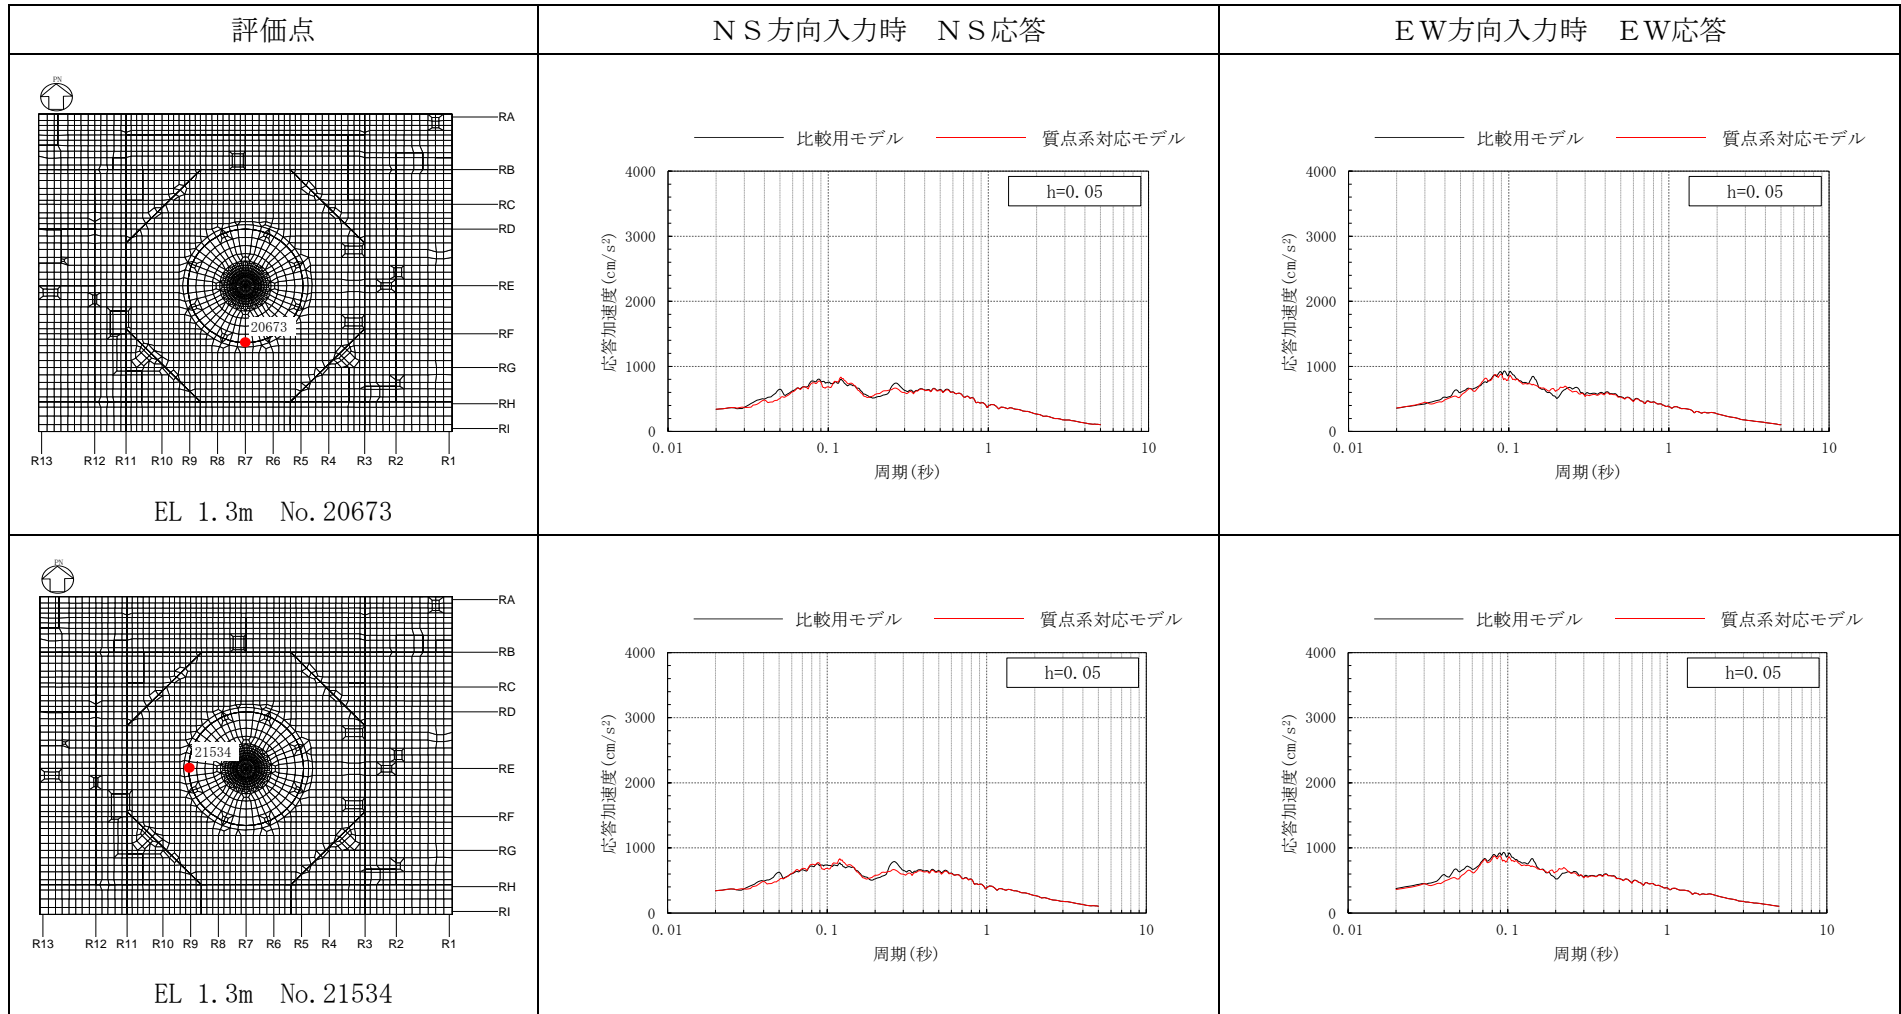 評価点
ＮＳ方向入力時　ＮＳ応答
ＥＷ方向入力時　ＥＷ応答
PN
RA
RB
RC
RD
RE
RF
RG
RH
RI
20673
R13 R12 R11 R10 R9 R8 R7 R6 R5 R4 R3 R2 R1
EL 1.3m　No.20673
比較用モデル　質点系対応モデル
h=0.05
応答加速度(cm/s²)
4000
3000
2000
1000
0
0.01 0.1 1 10
周期(秒)
比較用モデル　質点系対応モデル
h=0.05
応答加速度(cm/s²)
4000
3000
2000
1000
0
0.01 0.1 1 10
周期(秒)
PN
RA
RB
RC
RD
RE
RF
RG
RH
RI
21534
R13 R12 R11 R10 R9 R8 R7 R6 R5 R4 R3 R2 R1
EL 1.3m　No.21534
比較用モデル　質点系対応モデル
h=0.05
応答加速度(cm/s²)
4000
3000
2000
1000
0
0.01 0.1 1 10
周期(秒)
比較用モデル　質点系対応モデル
h=0.05
応答加速度(cm/s²)
4000
3000
2000
1000
0
0.01 0.1 1 10
周期(秒)